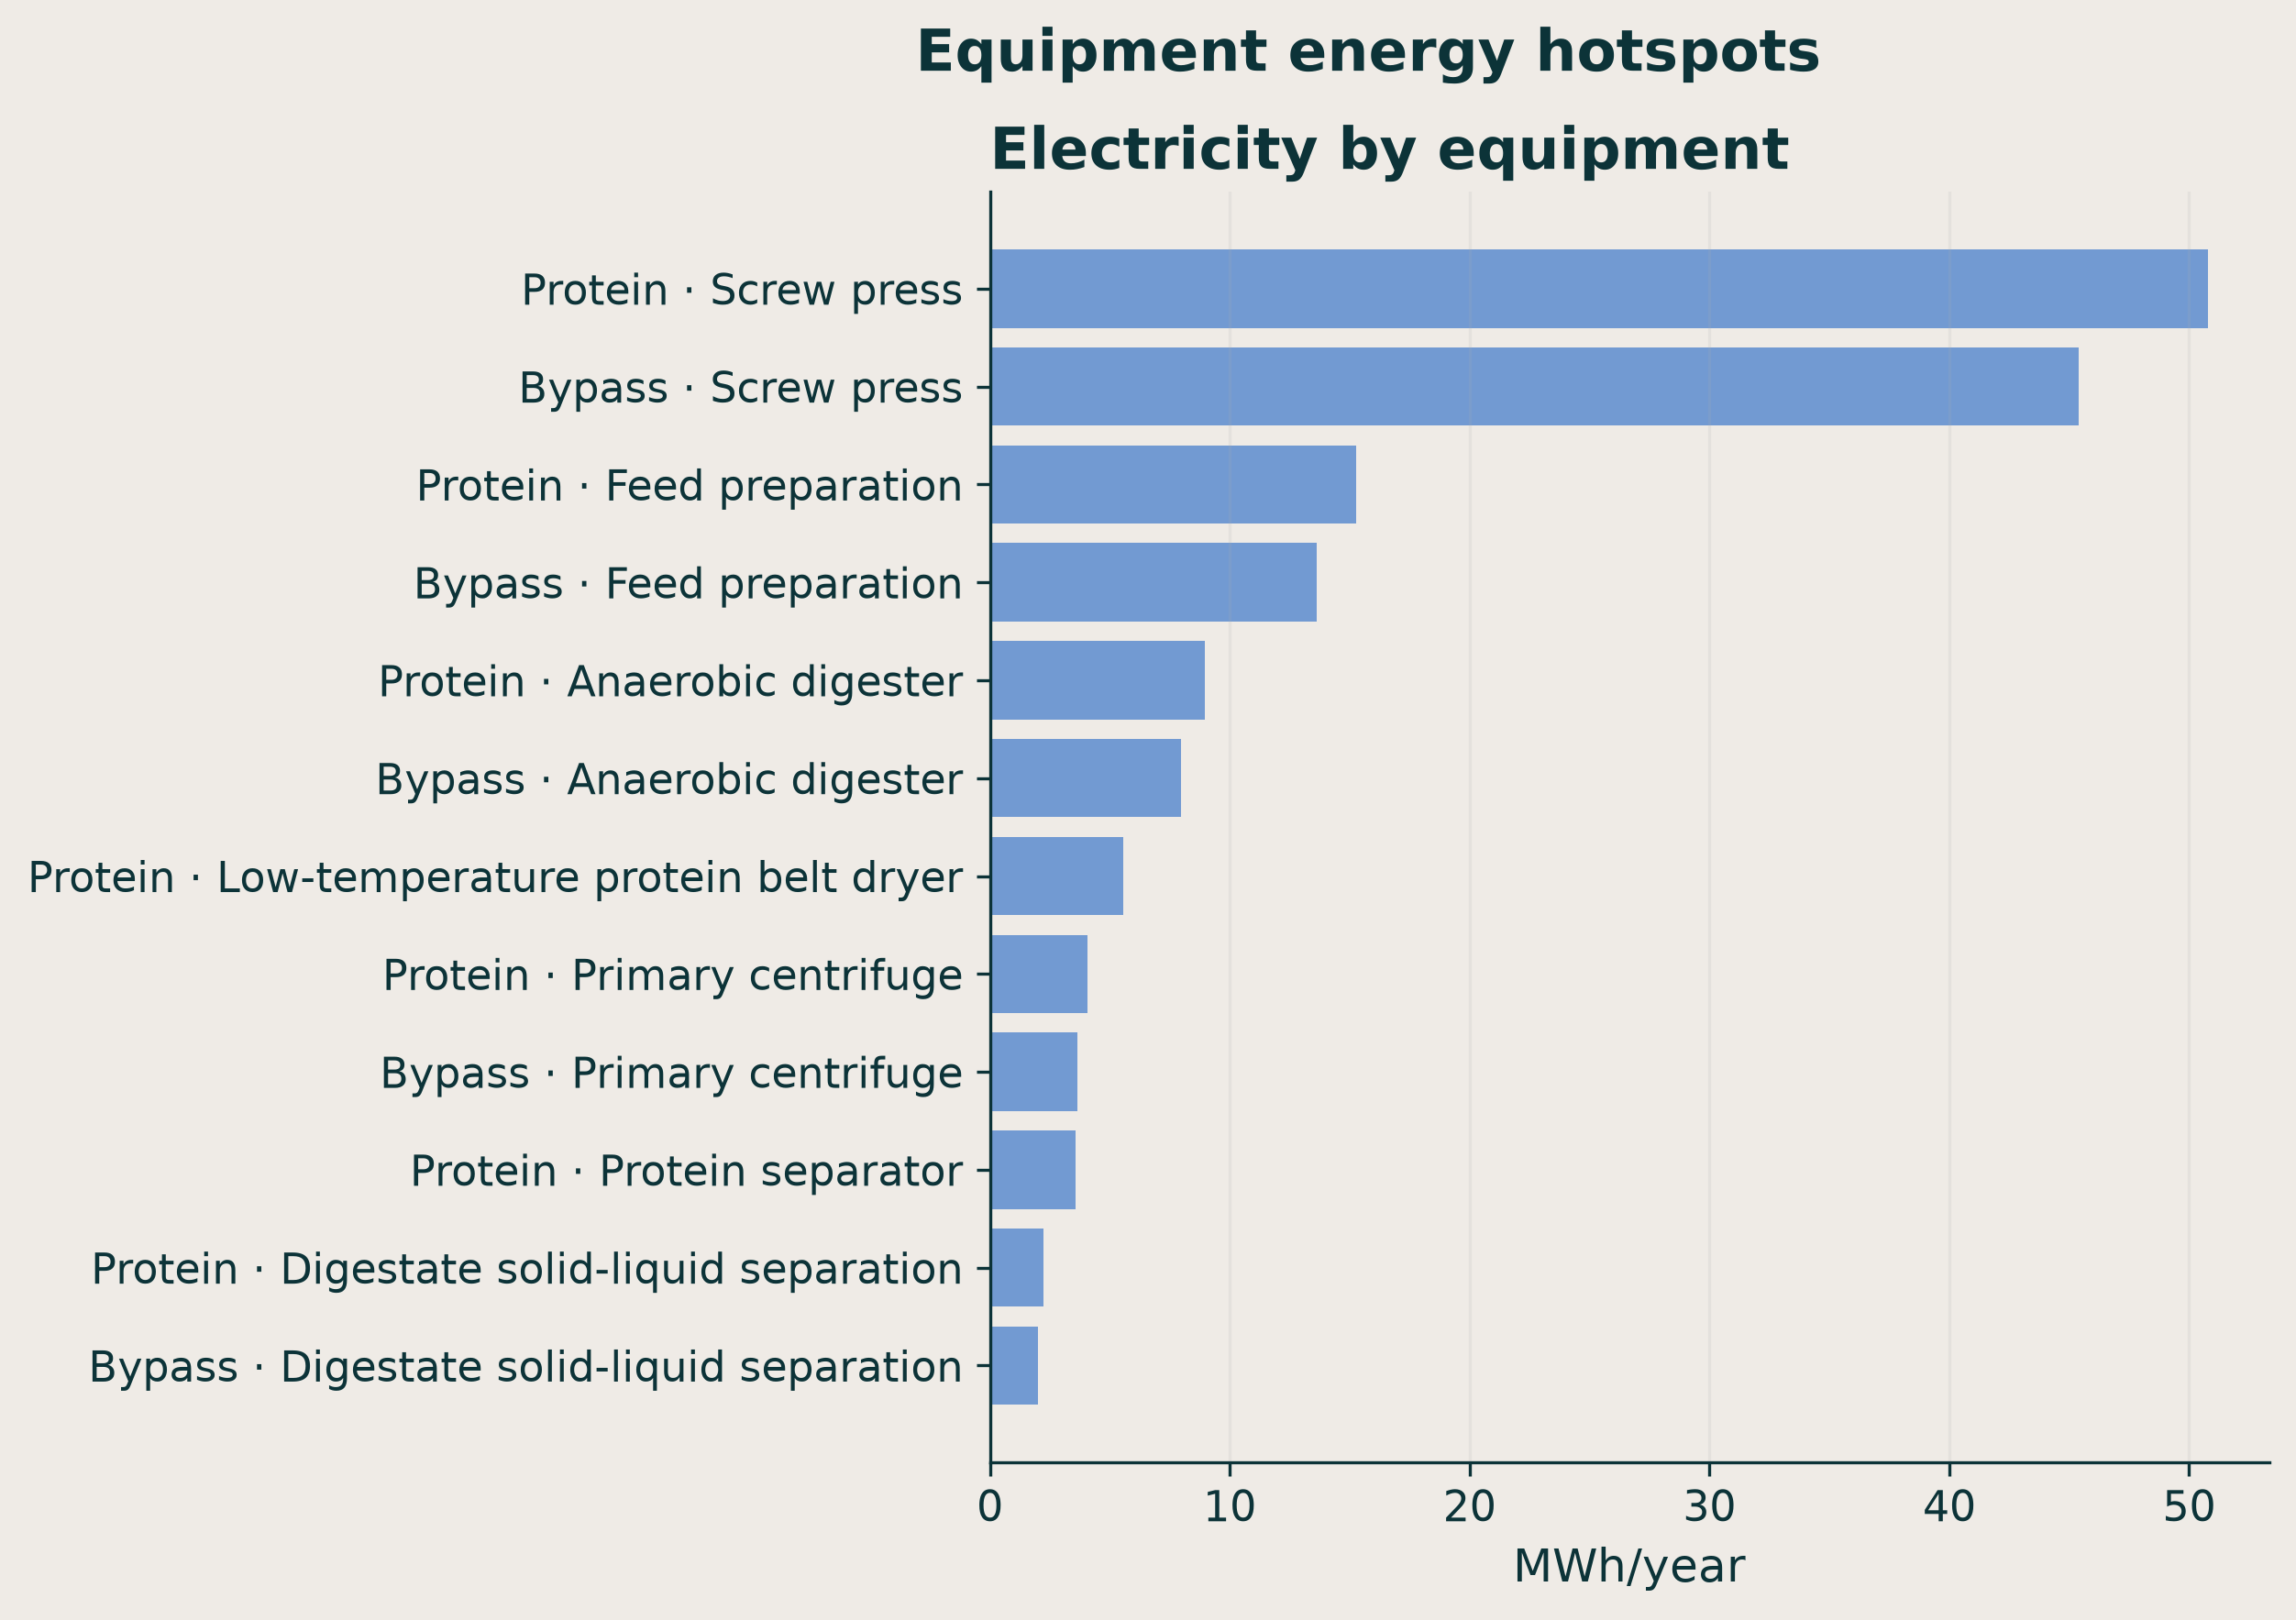 Equipment energy hotspots
Electricity by equipment
Protein · Screw press
Bypass · Screw press
Protein · Feed preparation
Bypass · Feed preparation
Protein · Anaerobic digester
Bypass · Anaerobic digester
Protein · Low-temperature protein belt dryer
Protein · Primary centrifuge
Bypass · Primary centrifuge
Protein · Protein separator
Protein · Digestate solid-liquid separation
Bypass · Digestate solid-liquid separation
0 10 20 30 40 50
MWh/year